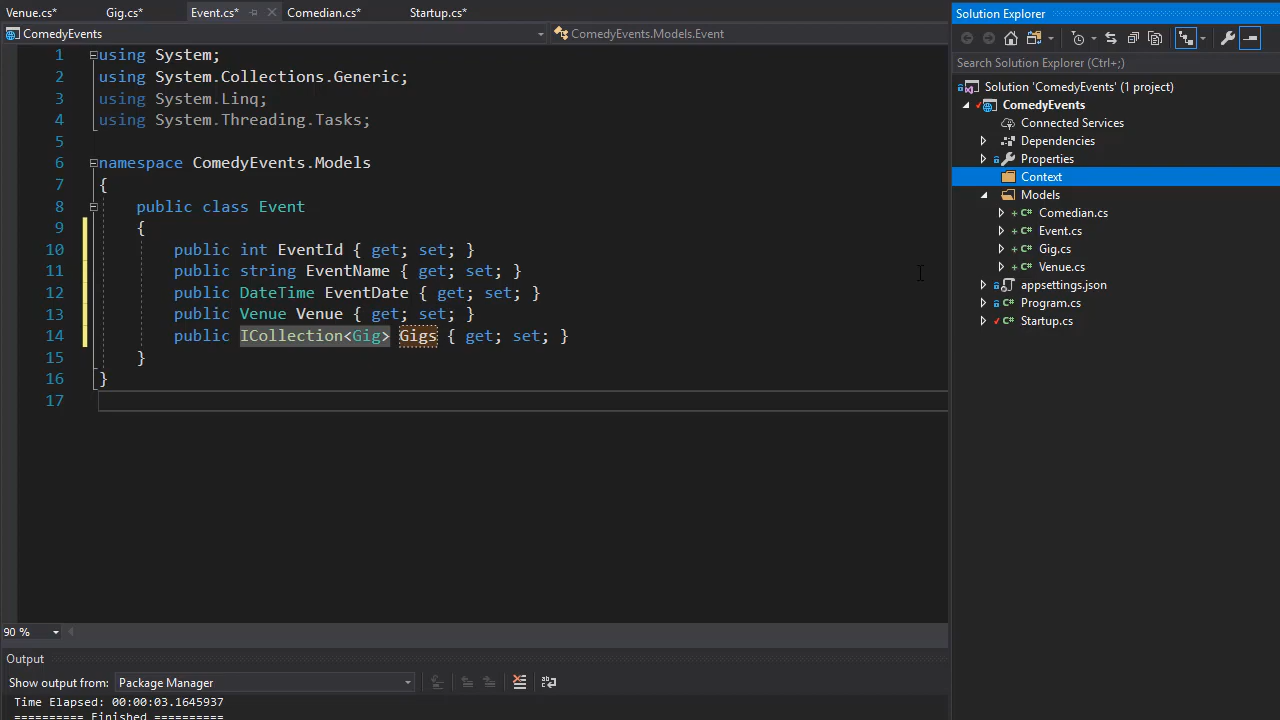 Venue.cs* Gig.cs* Event.cs* Comedian.cs* Startup.cs*
ComedyEvents ComedyEvents.Models.Event
1 using System;
2 using System.Collections.Generic;
3 using System.Linq;
4 using System.Threading.Tasks;
5
6 namespace ComedyEvents.Models
7 {
8 public class Event
9 {
10 public int EventId { get; set; }
11 public string EventName { get; set; }
12 public DateTime EventDate { get; set; }
13 public Venue Venue { get; set; }
14 public ICollection<Gig> Gigs { get; set; }
15 }
16 }
17
90 %
Output
Show output from: Package Manager
Time Elapsed: 00:00:03.1645937
========== Finished ==========
Solution Explorer
Search Solution Explorer (Ctrl+;)
Solution 'ComedyEvents' (1 project)
ComedyEvents
Connected Services
Dependencies
Properties
Context
Models
C# Comedian.cs
C# Event.cs
C# Gig.cs
C# Venue.cs
appsettings.json
C# Program.cs
C# Startup.cs